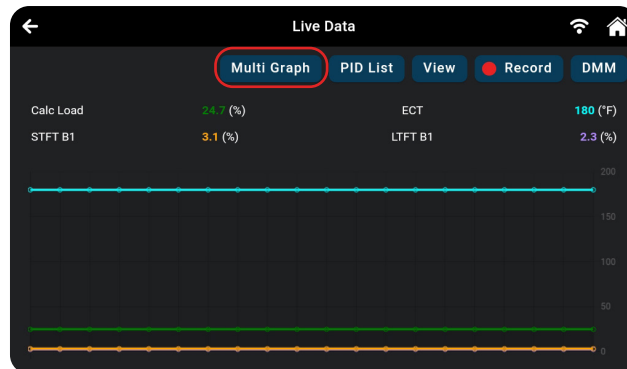 Live Data
Multi Graph PID List View Record DMM
Calc Load 24.7 (%) ECT 180 (°F)
STFT B1 3.1 (%) LTFT B1 2.3 (%)
200
150
100
50
0